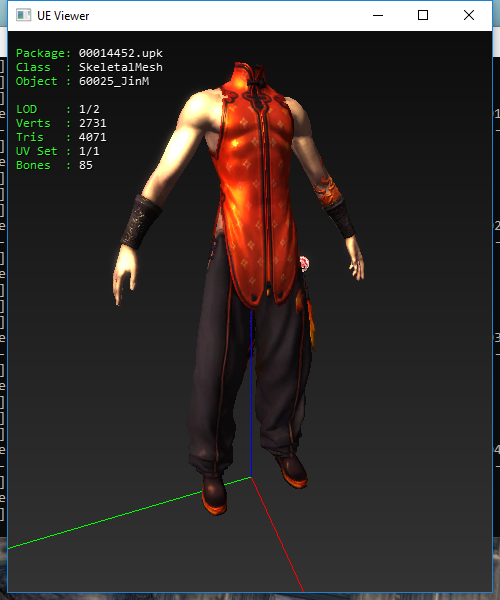 UE Viewer
Package: 00014452.upk
Class : SkeletalMesh
Object : 60025_JinM
LOD : 1/2
Verts : 2731
Tris : 4071
UV Set : 1/1
Bones : 85